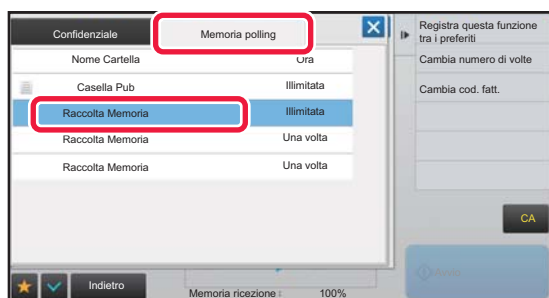 Confidenziale
Memoria polling
Nome Cartella Ora
Casella Pub Illimitata
Raccolta Memoria Illimitata
Raccolta Memoria Una volta
Raccolta Memoria Una volta
Indietro
Memoria ricezione : 100%
Registra questa funzione
tra i preferiti
Cambia numero di volte
Cambia cod. fatt.
CA